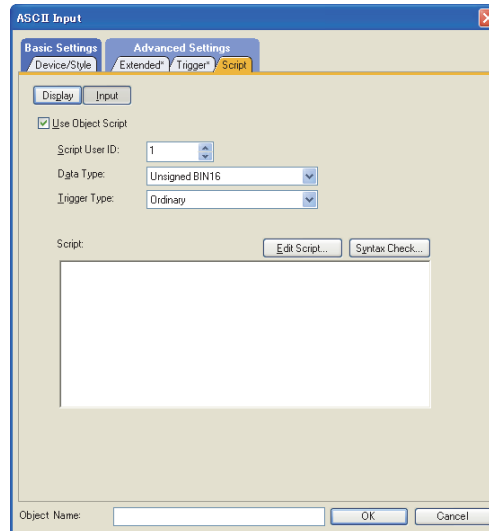 ASCII Input
Basic Settings Advanced Settings
Device/Style Extended* Trigger* Script
Display Input
Use Object Script
Script User ID: 1
Data Type: Unsigned BIN16
Trigger Type: Ordinary
Script: Edit Script... Syntax Check...
Object Name: OK Cancel